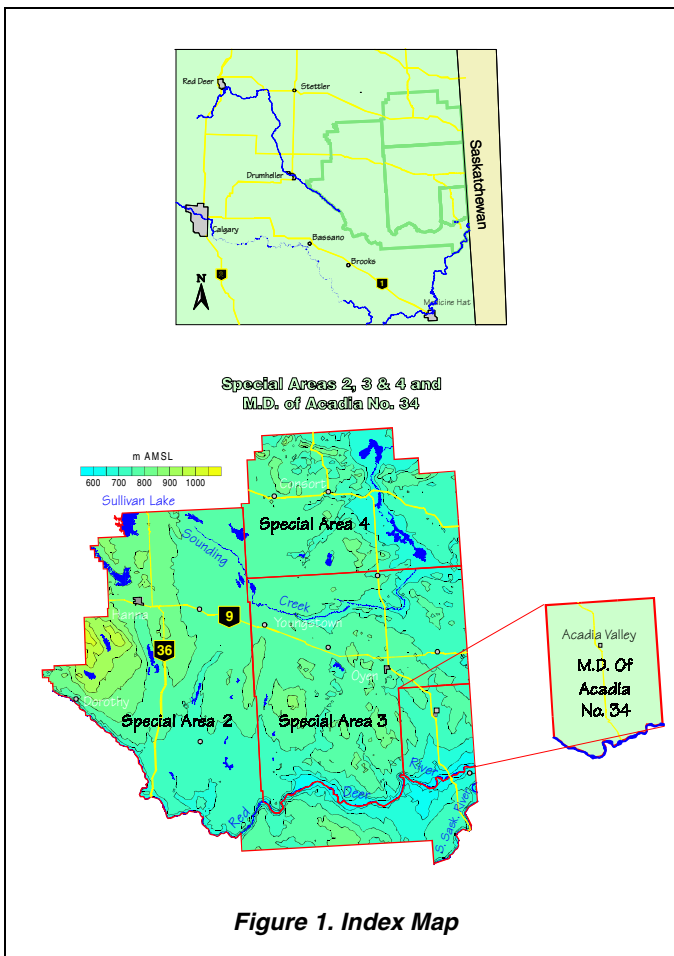 Red Deer
Stettler
Saskatchewan
Drumheller
Calgary
Bassano
Brooks
N
1
Medicine Hat
Special Areas 2, 3 & 4 and
M.D. of Acadia No. 34
m AMSL
600 700 800 900 1000
Sullivan Lake
Consort
Special Area 4
Sounding
Creek
Hanna
9
Youngstown
36
Acadia Valley
M.D. Of
Acadia
No. 34
Oyen
Dorothy
Special Area 2
Special Area 3
Red
Deer
River
S. Sask River
Figure 1. Index Map